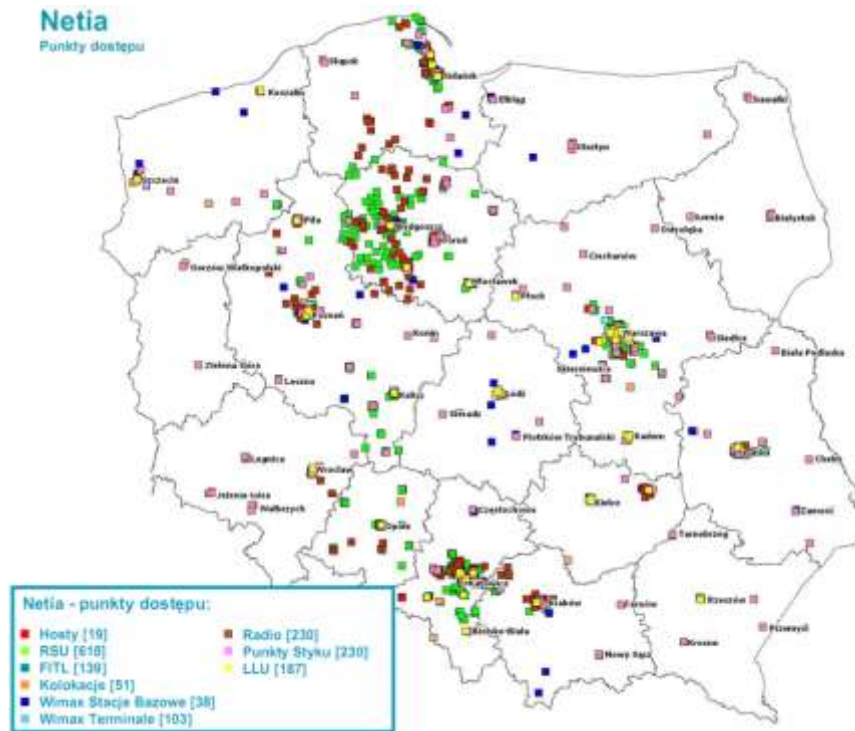 Netia
Punkty dostępu
Słupsk
Gdańsk
Koszalin
Elbląg
Suwałki
Olsztyn
Szczecin
Piła
Bydgoszcz
Toruń
Łomża
Białystok
Ostrołęka
Ciechanów
Gorzów Wielkopolski
Włocławek
Płock
Poznań
Warszawa
Konin
Siedlce
Biała Podlaska
Zielona Góra
Leszno
Skierniewice
Kalisz
Łódź
Sieradz
Piotrków Trybunalski
Radom
Legnica
Wrocław
Lublin
Chełm
Jelenia Góra
Wałbrzych
Częstochowa
Kielce
Zamość
Opole
Tarnobrzeg
Katowice
Kraków
Tarnów
Rzeszów
Bielsko-Biała
Przemyśl
Krosno
Nowy Sącz
Netia - punkty dostępu:
Hosty [19]
Radio [230]
RSU [618]
Punkty Styku [230]
FITL [139]
LLU [187]
Kolokacje [51]
Wimax Stacje Bazowe [38]
Wimax Terminale [103]